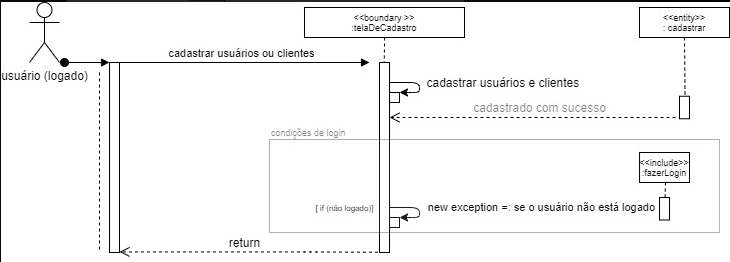 <<boundary >>
:telaDeCadastro
<<entity>>
: cadastrar
cadastrar usuários ou clientes
usuário (logado)
cadastrar usuários e clientes
cadastrado com sucesso
condições de login
<<include>>
:fazerLogin
[ if (não logado)]
new exception =: se o usuário não está logado
return